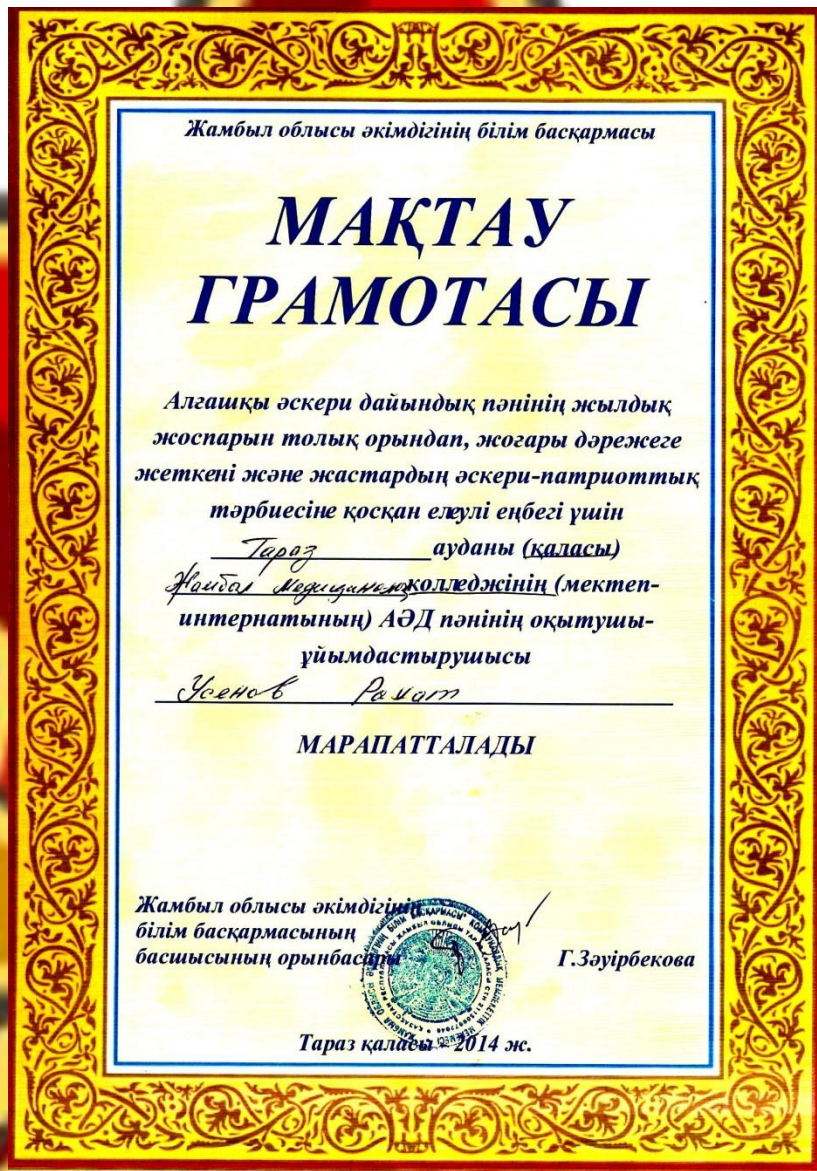 Жамбыл облысы әкімдігінің білім басқармасы
МАҚТАУ
ГРАМОТАСЫ
Алғашқы әскери дайындық пәнінің жылдық
жоспарын толық орындап, жоғары дәрежеге
жеткені және жастардың әскери-патриоттық
тәрбиесіне қосқан елеулі еңбегі үшін
Тараз ауданы (қаласы)
Жамбыл колледжінің (мектеп-
интернатының) АӘД пәнінің оқытушы-
ұйымдастырушысы
Усенов Рахат
МАРАПАТТАЛАДЫ
Жамбыл облысы әкімдігінің
білім басқармасының
басшысының орынбасары Г.Зәуірбекова
Тараз қаласы - 2014 ж.